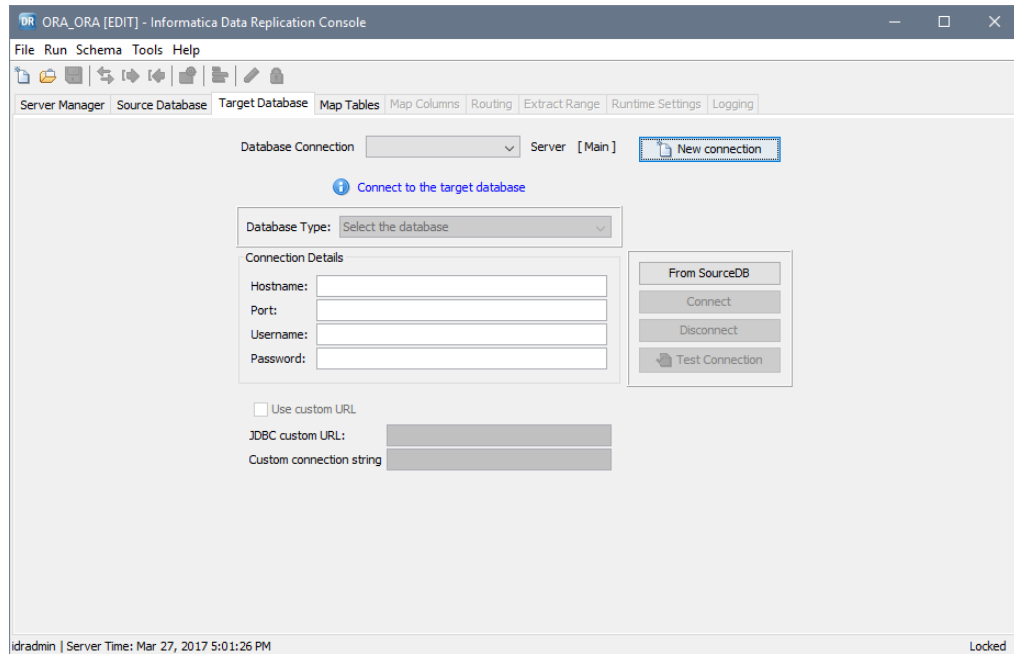 DR ORA_ORA [EDIT] - Informatica Data Replication Console
File Run Schema Tools Help
Server Manager Source Database Target Database Map Tables Map Columns Routing Extract Range Runtime Settings Logging
Database Connection Server [ Main ] New connection
Connect to the target database
Database Type: Select the database
Connection Details
From SourceDB
Hostname:
Connect
Port:
Disconnect
Username:
Password:
Test Connection
Use custom URL
JDBC custom URL:
Custom connection string
idradmin | Server Time: Mar 27, 2017 5:01:26 PM Locked